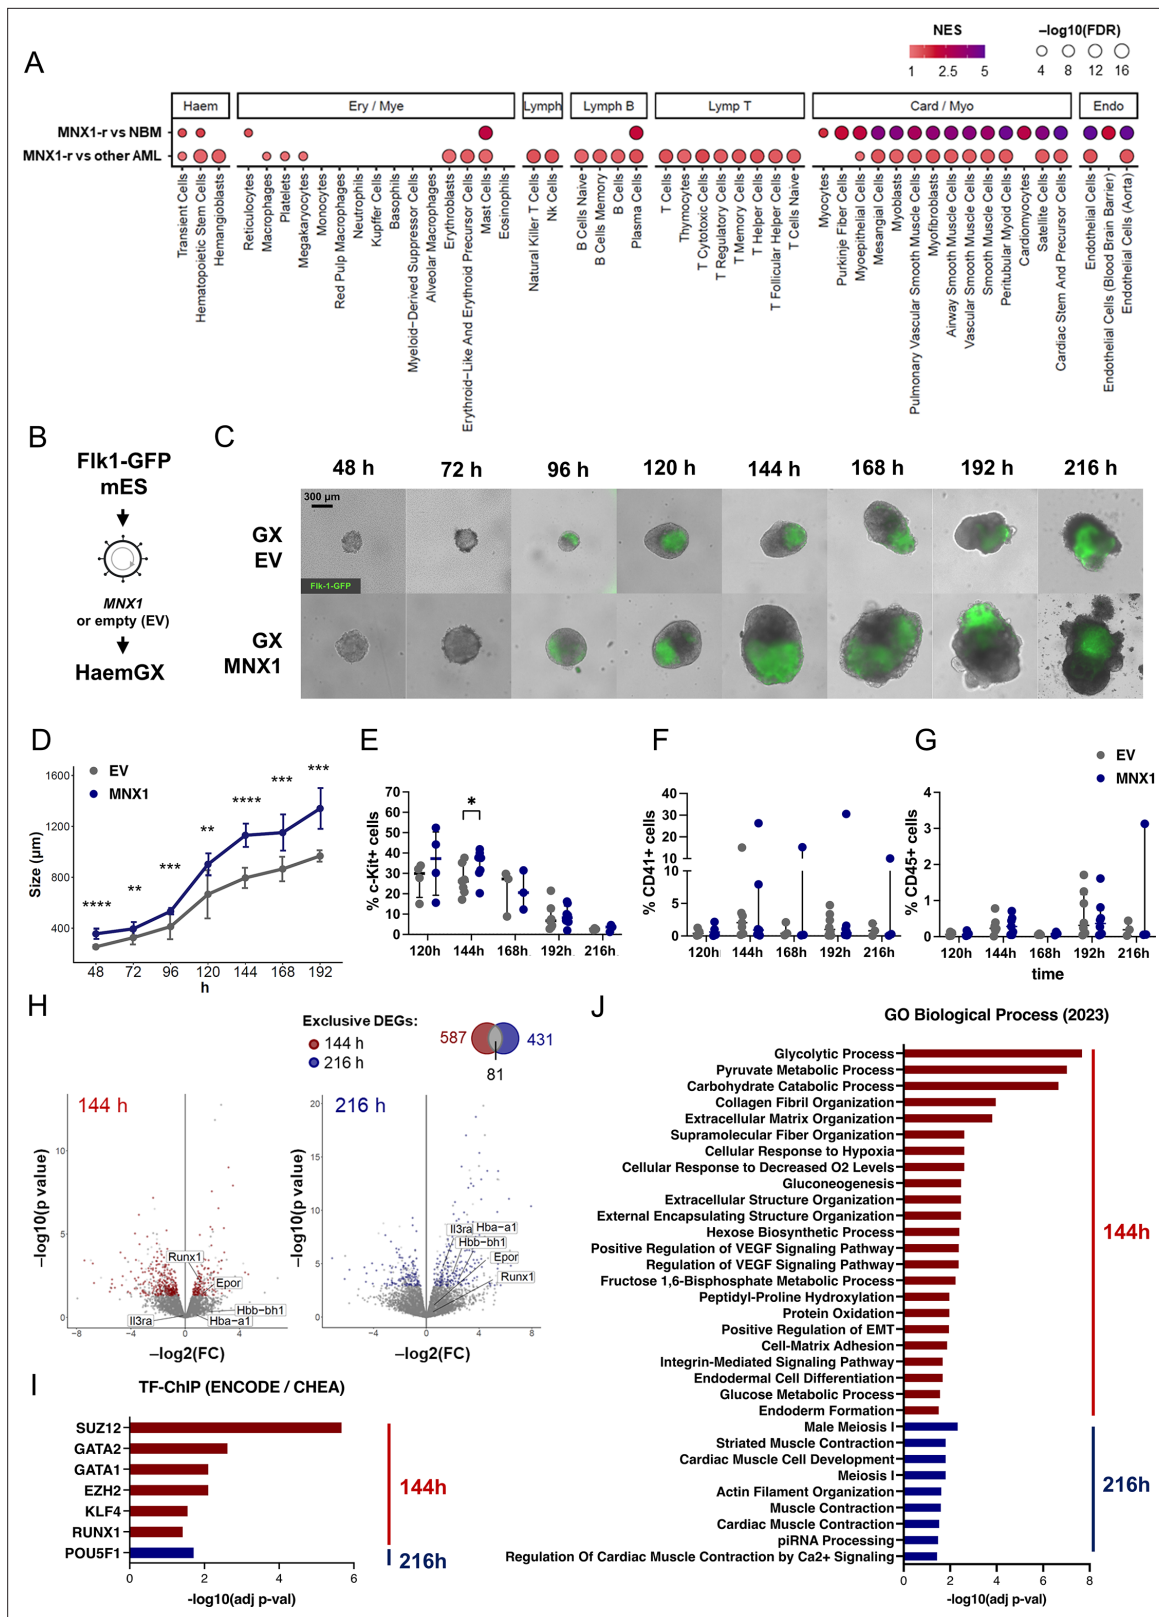 A
NES
–log10(FDR)
1 2.5 5
4 8 12 16
Haem
Ery / Mye
Lymph
Lymph B
Lymp T
Card / Myo
Endo
MNX1-r vs NBM
MNX1-r vs other AML
Transient Cells
Hematopoietic Stem Cells
Hemangioblasts
Reticulocytes
Macrophages
Platelets
Megakaryocytes
Monocytes
Red Pulp Macrophages
Neutrophils
Kupffer Cells
Basophils
Myeloid–Derived Suppressor Cells
Alveolar Macrophages
Erythroblasts
Erythroid–Like And Erythroid Precursor Cells
Mast Cells
Eosinophils
Natural Killer T Cells
Nk Cells
B Cells Naive
B Cells Memory
B Cells
Plasma Cells
T Cells
Thymocytes
T Cytotoxic Cells
T Regulatory Cells
T Memory Cells
T Helper Cells
T Follicular Helper Cells
T Cells Naive
Myocytes
Purkinje Fiber Cells
Myoepithelial Cells
Mesangial Cells
Myoblasts
Pulmonary Vascular Smooth Muscle Cells
Myofibroblasts
Airway Smooth Muscle Cells
Vascular Smooth Muscle Cells
Smooth Muscle Cells
Peritubular Myoid Cells
Cardiomyocytes
Satellite Cells
Cardiac Stem And Precursor Cells
Endothelial Cells
Endothelial Cells (Blood Brain Barrier)
Endothelial Cells (Aorta)
B
Flk1-GFP
mES
MNX1
or empty (EV)
HaemGX
C
48 h 72 h 96 h 120 h 144 h 168 h 192 h 216 h
300 µm
GX
EV
Flk-1-GFP
GX
MNX1
D
EV
MNX1
Size (µm)
1600
1200
800
400
**** ** *** ** **** *** ***
48 72 96 120 144 168 192
h
E
% c-Kit+ cells
70
60
50
40
30
20
10
0
*
120h 144h 168h 192h 216h
F
% CD41+ cells
40
30
20
10
10
5
0
120h 144h 168h 192h 216h
G
EV
MNX1
% CD45+ cells
4
3
2
1
0
120h 144h 168h 192h 216h
time
H
Exclusive DEGs:
144 h
216 h
587
431
81
144 h
–log10(p value)
10
5
0
Runx1
Epor
Hbb−bh1
Il3ra
Hba−a1
−8 −4 0 4
–log2(FC)
216 h
–log10(p value)
20
15
10
5
0
Il3ra
Hba−a1
Hbb−bh1
Epor
Runx1
−4 0 4 8
–log2(FC)
I
TF-ChIP (ENCODE / CHEA)
SUZ12
GATA2
GATA1
EZH2
KLF4
RUNX1
POU5F1
144h
216h
0 2 4 6
-log10(adj p-val)
J
GO Biological Process (2023)
Glycolytic Process
Pyruvate Metabolic Process
Carbohydrate Catabolic Process
Collagen Fibril Organization
Extracellular Matrix Organization
Supramolecular Fiber Organization
Cellular Response to Hypoxia
Cellular Response to Decreased O2 Levels
Gluconeogenesis
Extracellular Structure Organization
External Encapsulating Structure Organization
Hexose Biosynthetic Process
Positive Regulation of VEGF Signaling Pathway
Regulation of VEGF Signaling Pathway
Fructose 1,6-Bisphosphate Metabolic Process
Peptidyl-Proline Hydroxylation
Protein Oxidation
Positive Regulation of EMT
Cell-Matrix Adhesion
Integrin-Mediated Signaling Pathway
Endodermal Cell Differentiation
Glucose Metabolic Process
Endoderm Formation
Male Meiosis I
Striated Muscle Contraction
Cardiac Muscle Cell Development
Meiosis I
Actin Filament Organization
Muscle Contraction
Cardiac Muscle Contraction
piRNA Processing
Regulation Of Cardiac Muscle Contraction by Ca2+ Signaling
144h
216h
0 2 4 6 8
-log10(adj p-val)